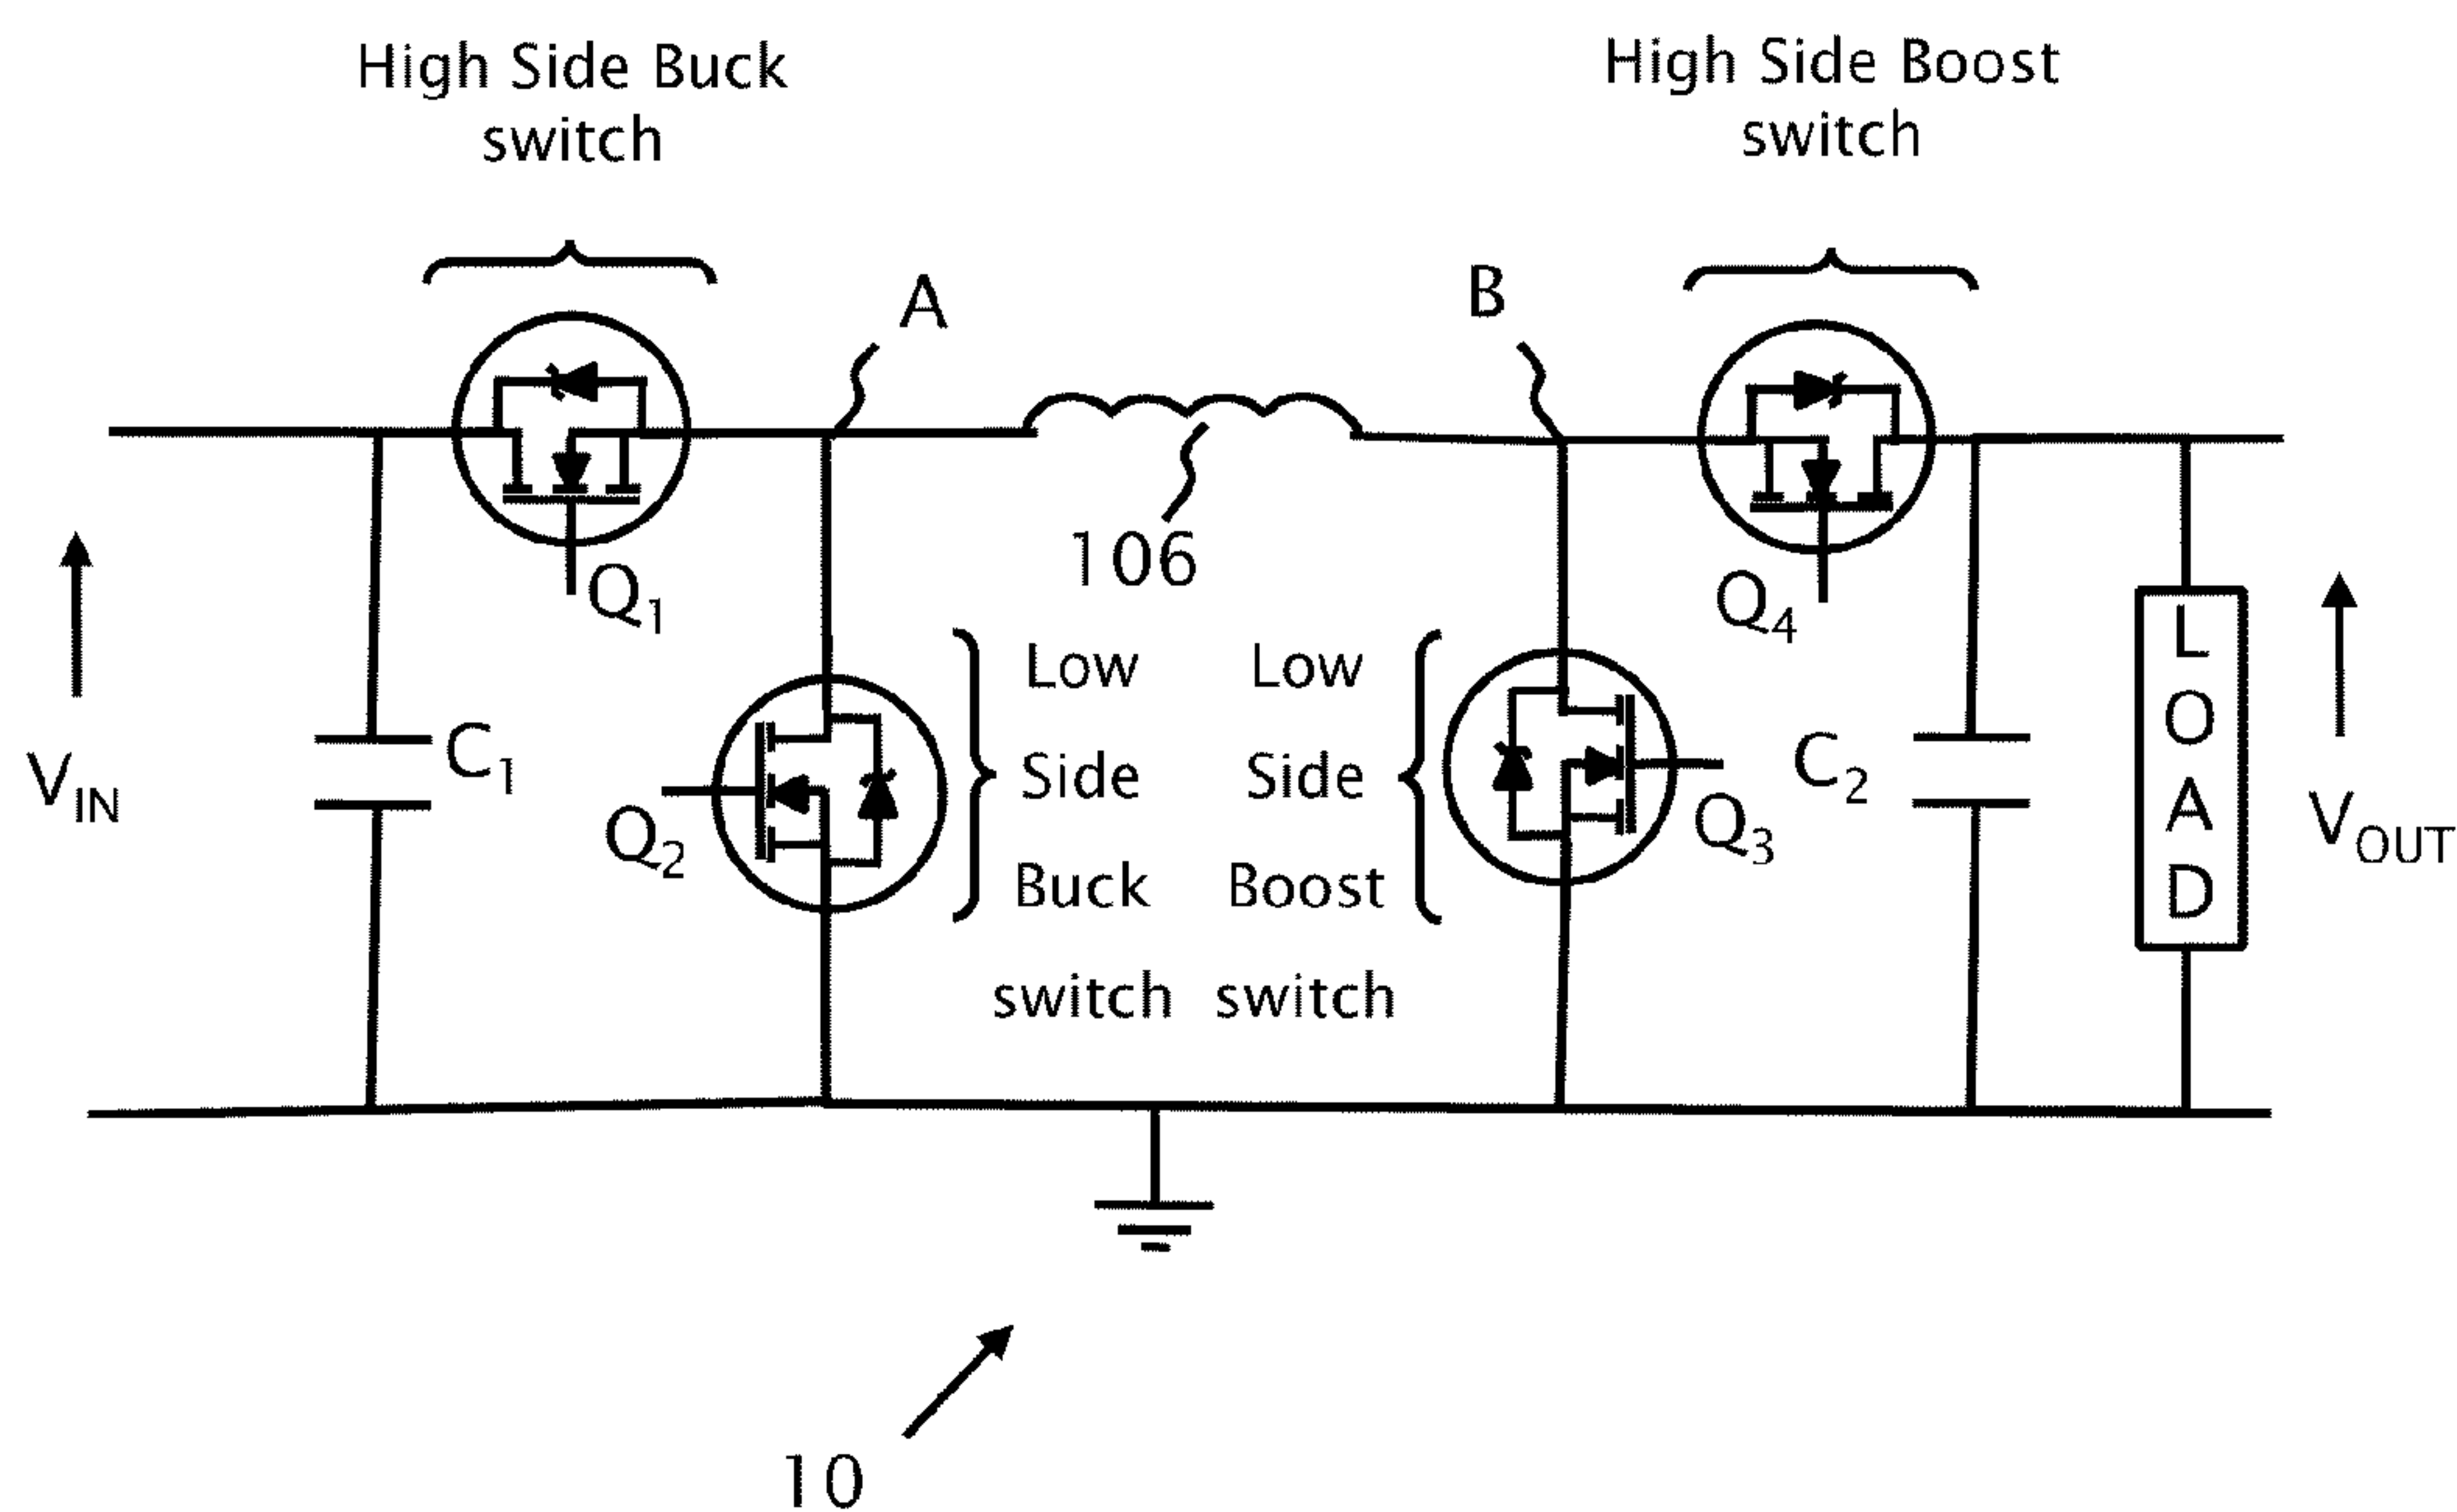 High Side Buck
switch
High Side Boost
switch
A
B
Q1
106
Q4
VIN
C1
Q2
Low
Side
Buck
switch
Low
Side
Boost
switch
Q3
C2
LOAD
VOUT
10